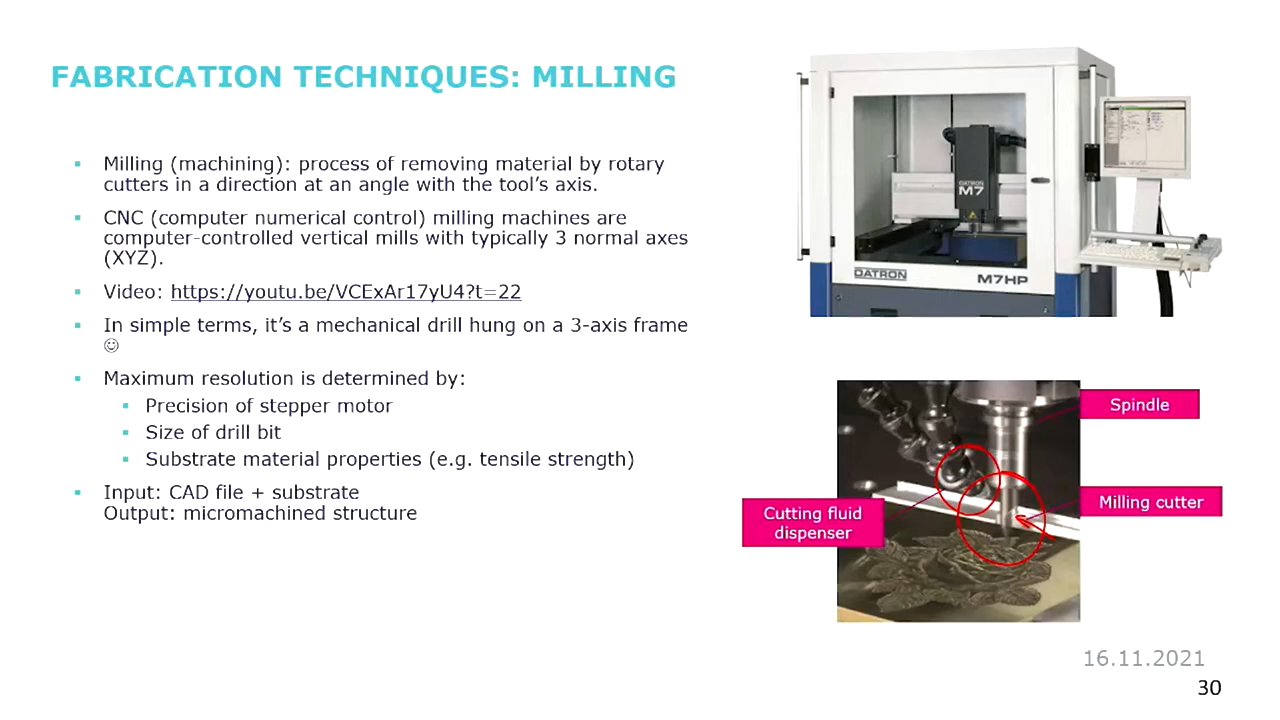 FABRICATION TECHNIQUES: MILLING
▪ Milling (machining): process of removing material by rotary
cutters in a direction at an angle with the tool’s axis.
▪ CNC (computer numerical control) milling machines are
computer-controlled vertical mills with typically 3 normal axes
(XYZ).
▪ Video: https://youtu.be/VCExAr17yU4?t=22
▪ In simple terms, it’s a mechanical drill hung on a 3-axis frame
☺
▪ Maximum resolution is determined by:
▪ Precision of stepper motor
▪ Size of drill bit
▪ Substrate material properties (e.g. tensile strength)
▪ Input: CAD file + substrate
Output: micromachined structure
DATRON
M7
DATRON
M7HP
Spindle
Milling cutter
Cutting fluid
dispenser
16.11.2021
30